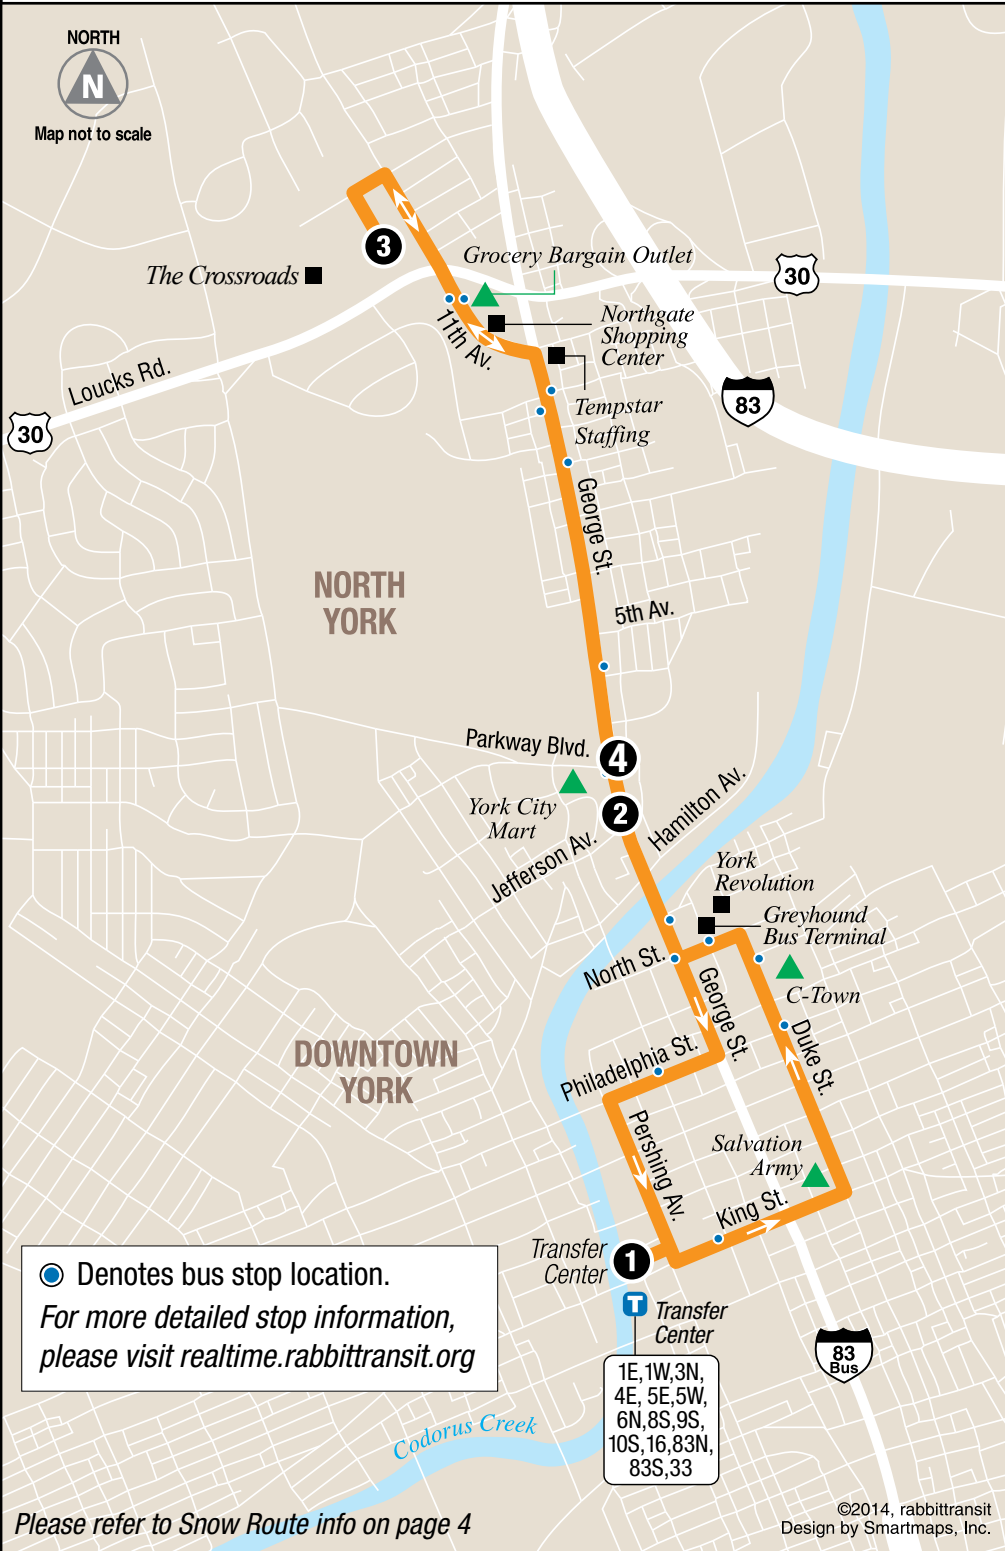 NORTH
N
Map not to scale
3
The Crossroads
Grocery Bargain Outlet
30
Northgate
Shopping
Center
11th Av.
Loucks Rd.
83
Tempstar
Staffing
30
George St.
NORTH
YORK
5th Av.
Parkway Blvd.
4
York City
Mart
2
Hamilton Av.
Jefferson Av.
York
Revolution
Greyhound
Bus Terminal
North St.
C-Town
George St.
Duke St.
DOWNTOWN
YORK
Philadelphia St.
Pershing Av.
Salvation
Army
King St.
Transfer
Center
1
T
Transfer
Center
83
Bus
1E,1W,3N,
4E, 5E,5W,
6N,8S,9S,
10S,16,83N,
83S,33
Denotes bus stop location.
For more detailed stop information,
please visit realtime.rabbittransit.org
Codorus Creek
Please refer to Snow Route info on page 4
©2014, rabbittransit
Design by Smartmaps, Inc.